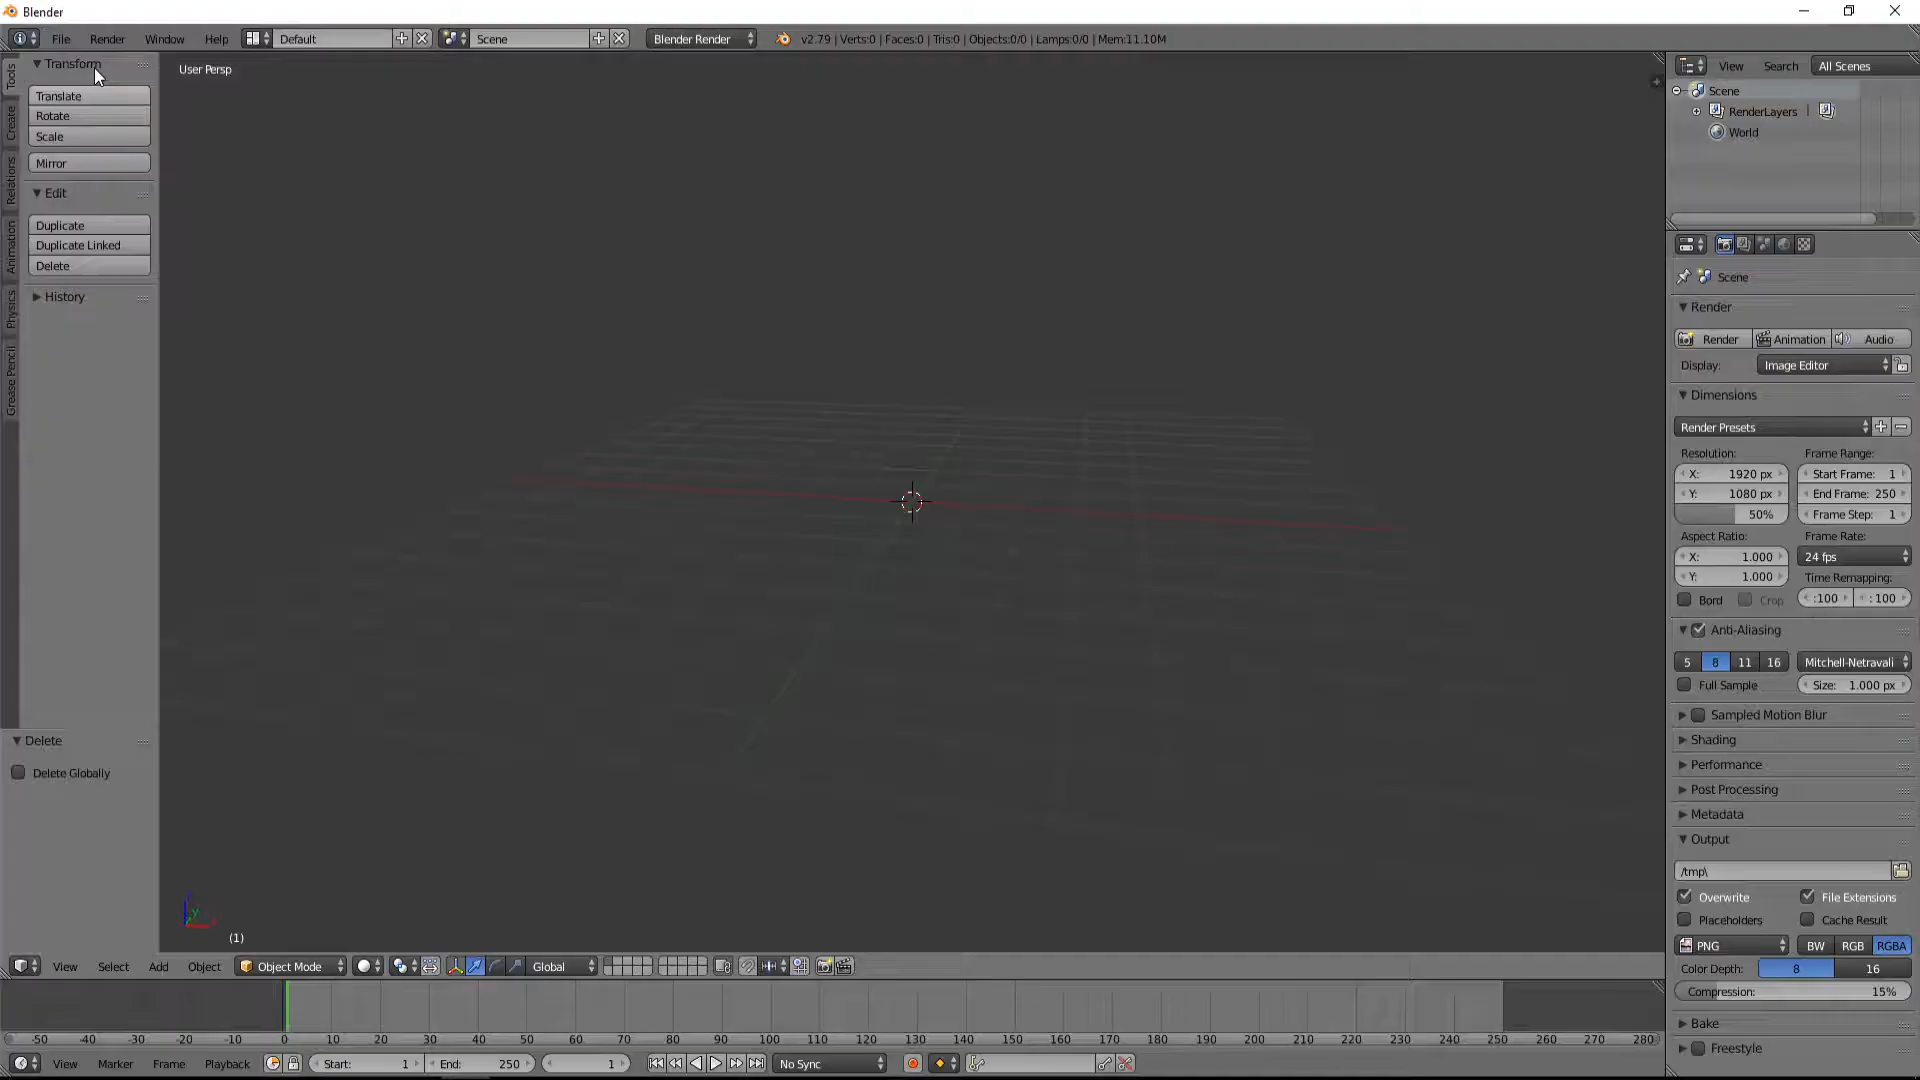 Blender
File Render Window Help Default Scene Blender Render v2.79 | Verts:0 | Faces:0 | Tris:0 | Objects:0/0 | Lamps:0/0 | Mem:11.10M
Tools
Create
Relations
Animation
Physics
Grease Pencil
Transform
Translate
Rotate
Scale
Mirror
Edit
Duplicate
Duplicate Linked
Delete
History
Delete
Delete Globally
User Persp
(1)
View Select Add Object Object Mode Global
-50 -40 -30 -20 -10 0 10 20 30 40 50 60 70 80 90 100 110 120 130 140 150 160 170 180 190 200 210 220 230 240 250 260 270 280
View Marker Frame Playback Start: 1 End: 250 1 No Sync
View Search All Scenes
Scene
RenderLayers |
World
Scene
Render
Render Animation Audio
Display: Image Editor
Dimensions
Render Presets
Resolution: Frame Range:
X: 1920 px Start Frame: 1
Y: 1080 px End Frame: 250
50% Frame Step: 1
Aspect Ratio: Frame Rate:
X: 1.000 24 fps
Y: 1.000 Time Remapping:
Bord Crop :100 : 100
Anti-Aliasing
5 8 11 16 Mitchell-Netravali
Full Sample Size: 1.000 px
Sampled Motion Blur
Shading
Performance
Post Processing
Metadata
Output
/tmp\
Overwrite File Extensions
Placeholders Cache Result
PNG BW RGB RGBA
Color Depth: 8 16
Compression: 15%
Bake
Freestyle